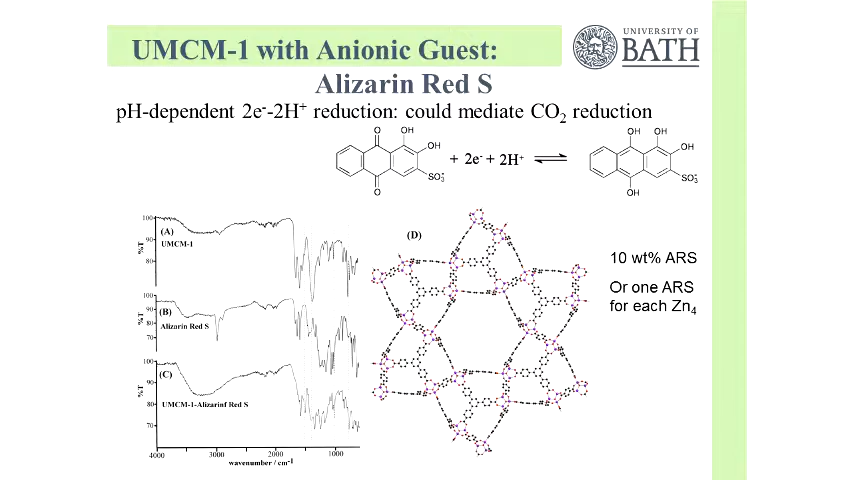 UMCM-1 with Anionic Guest:
UNIVERSITY OF
BATH
Alizarin Red S
pH-dependent 2e⁻-2H⁺ reduction: could mediate CO₂ reduction
O OH
OH
SO₃⁻
O
+ 2e⁻ + 2H⁺
OH OH
OH
SO₃⁻
OH
100
90
80
%T
(A)
UMCM-1
100
90
80
70
%T
(B)
Alizarin Red S
100
90
80
70
%T
(C)
UMCM-1-Alizarinf Red S
4000 3000 2000 1000
wavenumber / cm⁻¹
(D)
10 wt% ARS
Or one ARS
for each Zn₄